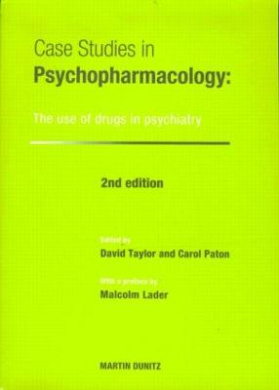 Case Studies in
Psychopharmacology:
The use of drugs in psychiatry
2nd edition
Edited by
David Taylor and Carol Paton
With a preface by
Malcolm Lader
MARTIN DUNITZ